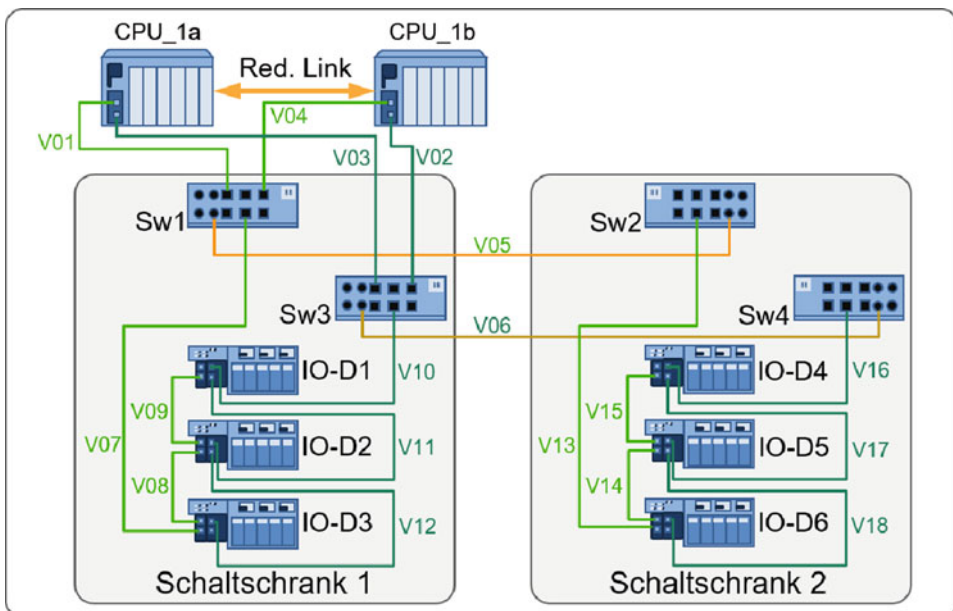 CPU_1a
CPU_1b
Red. Link
V01
V04
V03
V02
Sw1
Sw2
V05
Sw3
V06
Sw4
IO-D1
V10
IO-D4
V16
V09
V15
V07
IO-D2
V11
V13
IO-D5
V17
V08
V14
IO-D3
V12
IO-D6
V18
Schaltschrank 1
Schaltschrank 2